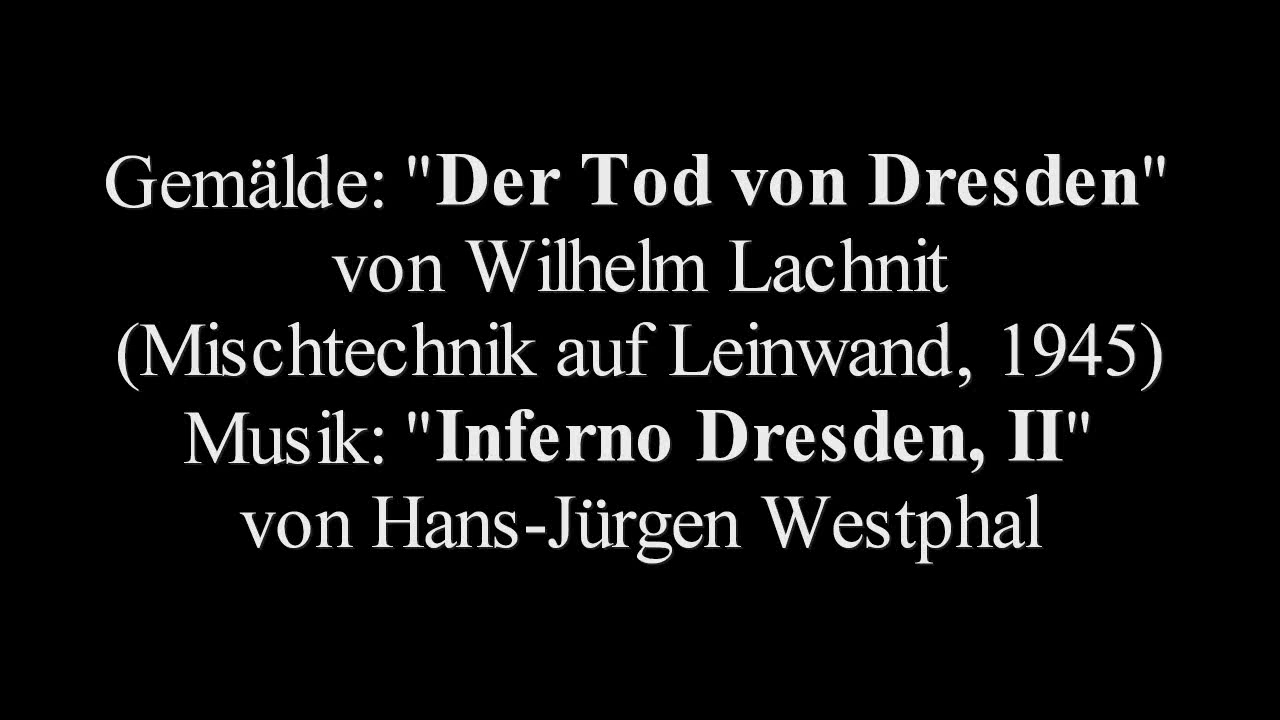 Gemälde: "Der Tod von Dresden"
von Wilhelm Lachnit
(Mischtechnik auf Leinwand, 1945)
Musik: "Inferno Dresden, II"
von Hans-Jürgen Westphal